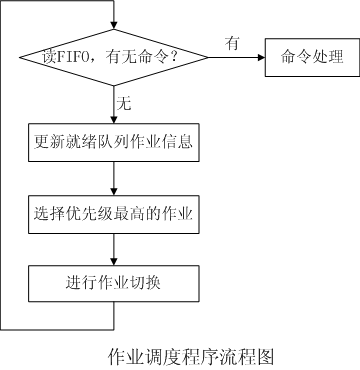 读FIFO，有无命令？
有
命令处理
无
更新就绪队列作业信息
选择优先级最高的作业
进行作业切换
作业调度程序流程图